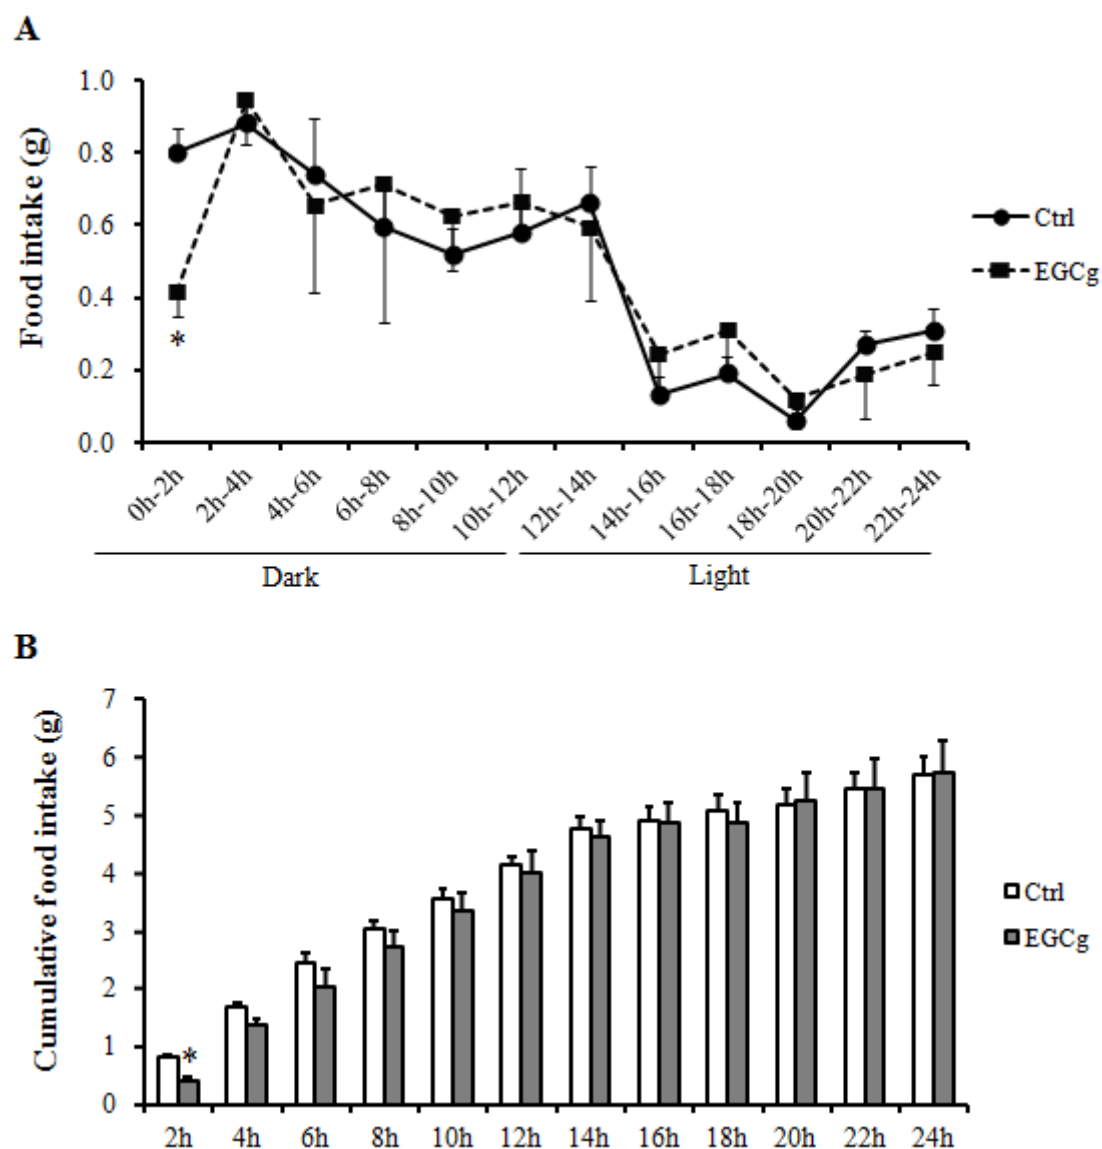 A
Food intake (g)
1.0
0.8
0.6
0.4
0.2
0.0
*
Ctrl
EGCg
0h-2h
2h-4h
4h-6h
6h-8h
8h-10h
10h-12h
12h-14h
14h-16h
16h-18h
18h-20h
20h-22h
22h-24h
Dark
Light
B
Cumulative food intake (g)
7
6
5
4
3
2
1
0
*
Ctrl
EGCg
2h
4h
6h
8h
10h
12h
14h
16h
18h
20h
22h
24h